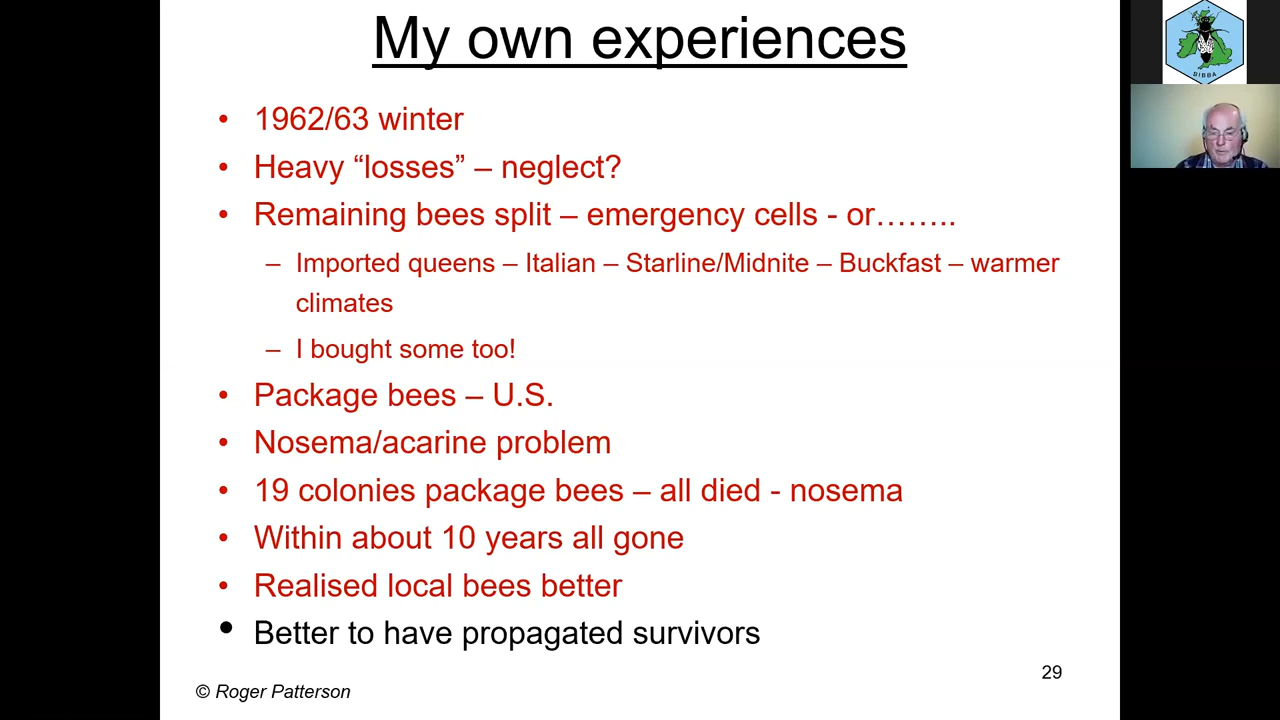 My own experiences
• 1962/63 winter
• Heavy “losses” – neglect?
• Remaining bees split – emergency cells - or……..
– Imported queens – Italian – Starline/Midnite – Buckfast – warmer
climates
– I bought some too!
• Package bees – U.S.
• Nosema/acarine problem
• 19 colonies package bees – all died - nosema
• Within about 10 years all gone
• Realised local bees better
• Better to have propagated survivors
29
© Roger Patterson
BIBBA